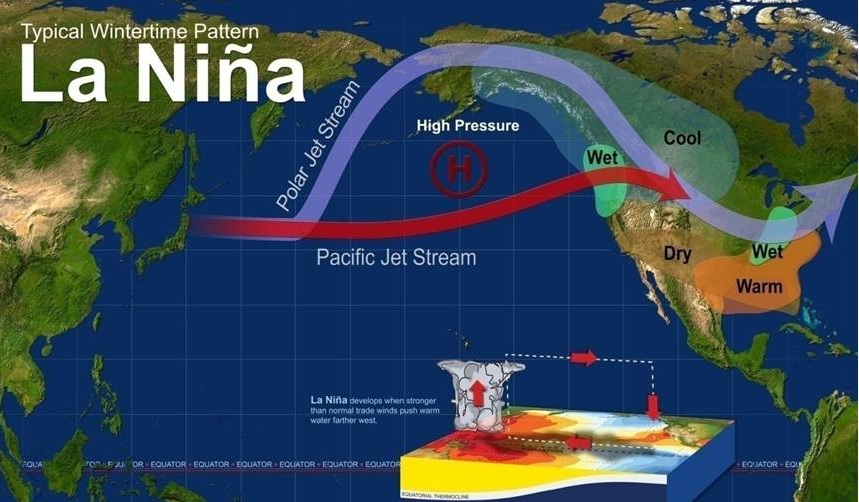 Typical Wintertime Pattern
La Niña
Polar Jet Stream
High Pressure
H
Cool
Wet
Pacific Jet Stream
Dry
Wet
Warm
La Niña develops when stronger
than normal trade winds push warm
water farther west.
EQUATOR • EQUATOR • EQUATOR • EQUATOR • EQUATOR • EQUATOR • EQUATOR
EQUATORIAL THERMOCLINE